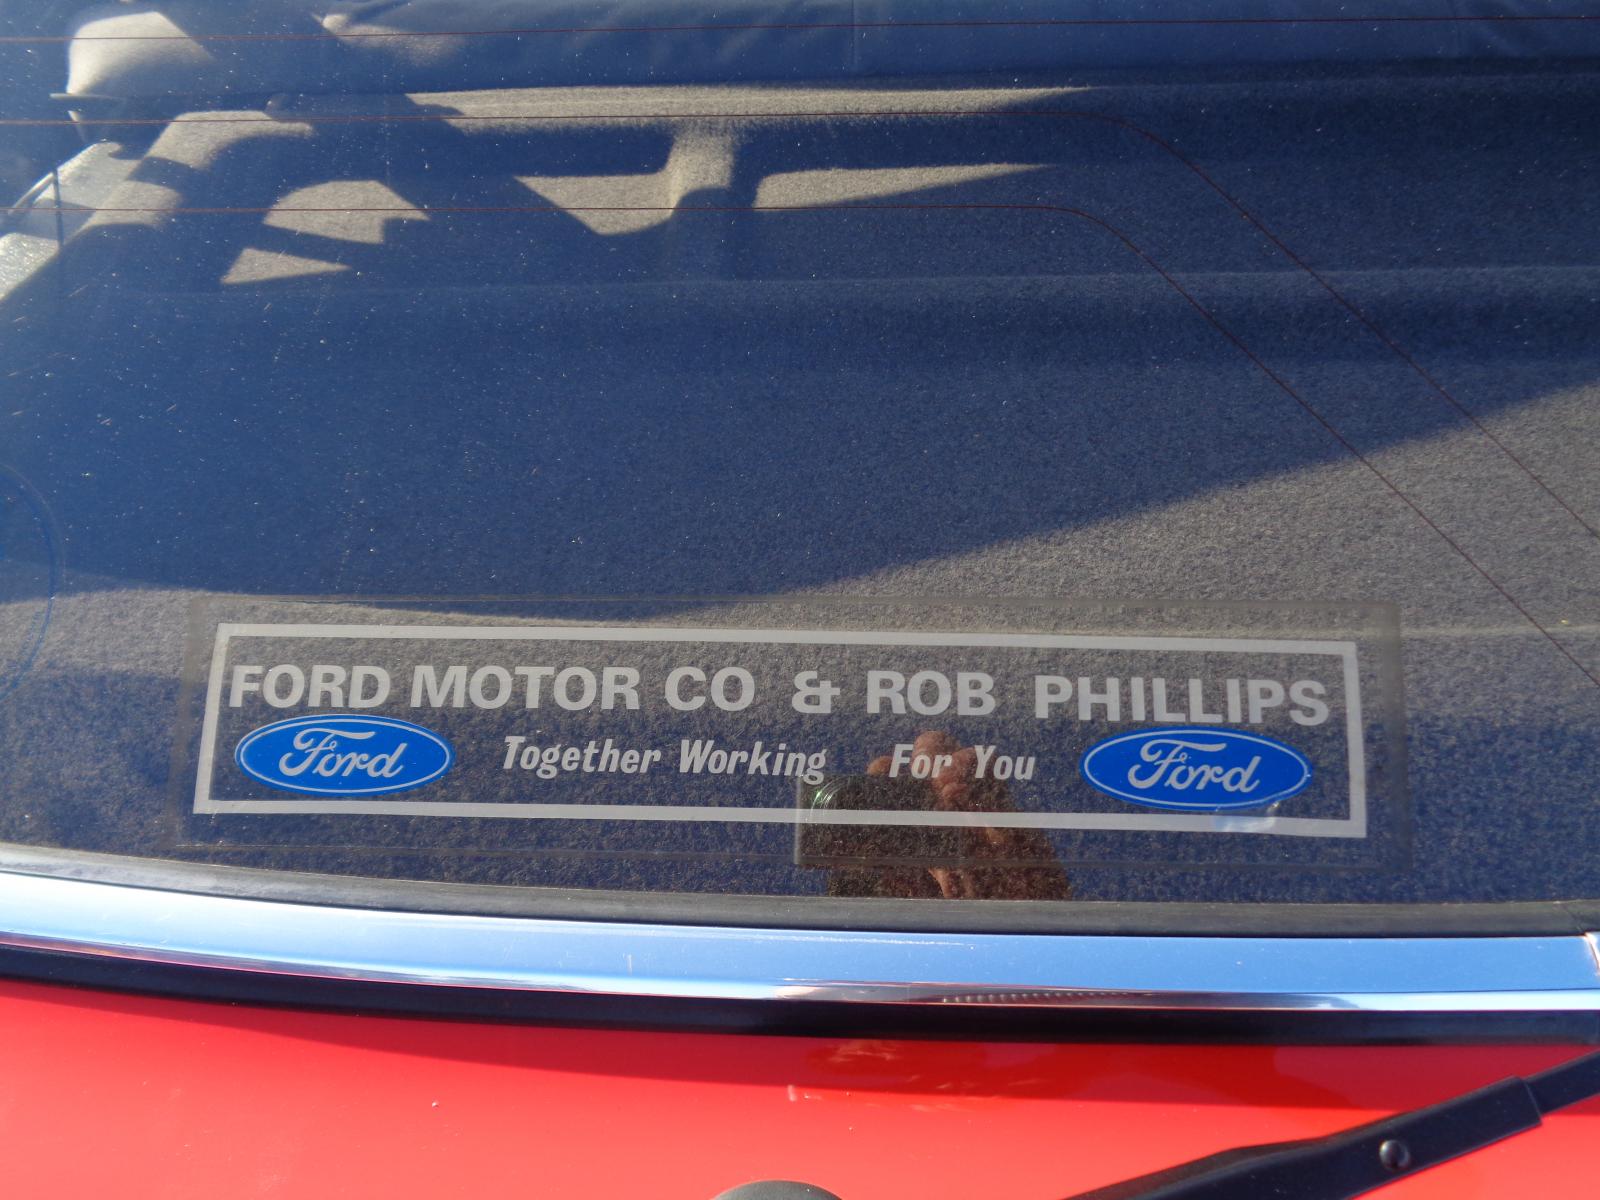 FORD MOTOR CO & ROB PHILLIPS
Ford Together Working For You Ford